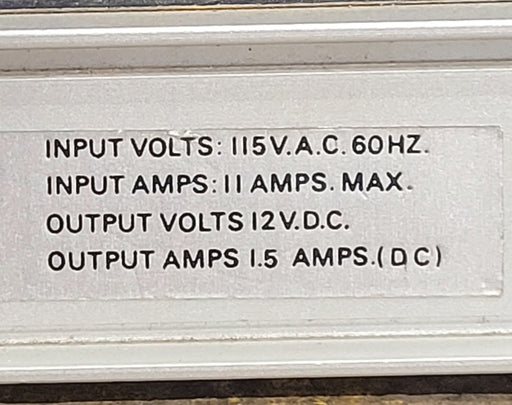 INPUT VOLTS: 115V.A.C. 60HZ.
INPUT AMPS: 11 AMPS. MAX.
OUTPUT VOLTS 12V.D.C.
OUTPUT AMPS 1.5 AMPS.(DC)